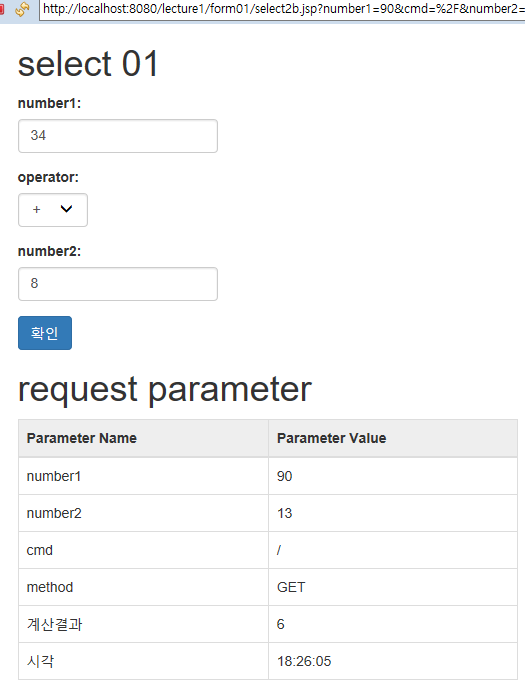 http://localhost:8080/lecture1/form01/select2b.jsp?number1=90&cmd=%2F&number2=
select 01
number1:
34
operator:
+
number2:
8
확인
request parameter
Parameter Name Parameter Value
number1 90
number2 13
cmd /
method GET
계산결과 6
시각 18:26:05